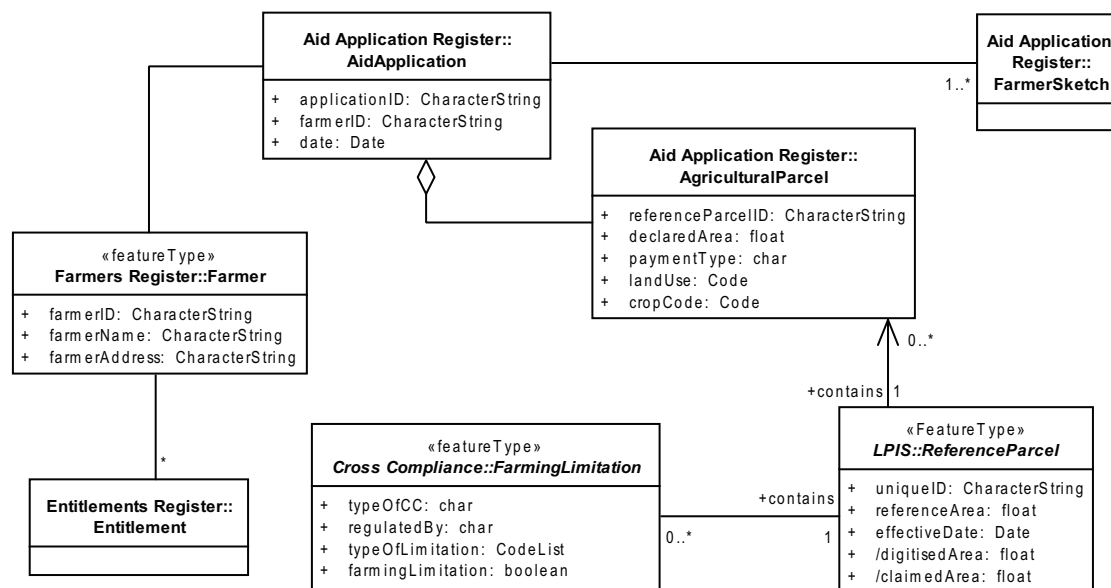 Aid Application Register::
AidApplication
+ applicationID: CharacterString
+ farmerID: CharacterString
+ date: Date
Aid Application
Register::
FarmerSketch
1..*
Aid Application Register::
AgriculturalParcel
+ referenceParcelID: CharacterString
+ declaredArea: float
+ paymentType: char
+ landUse: Code
+ cropCode: Code
«featureType»
Farmers Register::Farmer
+ farmerID: CharacterString
+ farmerName: CharacterString
+ farmerAddress: CharacterString
0..*
+contains 1
*
Entitlements Register::
Entitlement
«featureType»
Cross Compliance::FarmingLimitation
+ typeOfCC: char
+ regulatedBy: char
+ typeOfLimitation: CodeList
+ farmingLimitation: boolean
+contains
0..* 1
«FeatureType»
LPIS::ReferenceParcel
+ uniqueID: CharacterString
+ referenceArea: float
+ effectiveDate: Date
+ /digitisedArea: float
+ /claimedArea: float